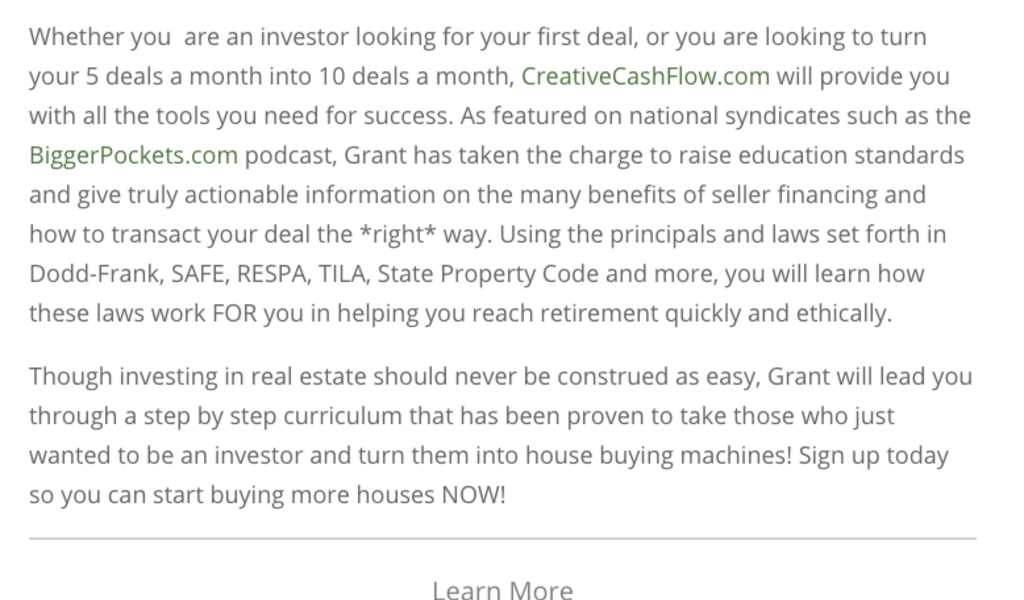 Whether you  are an investor looking for your first deal, or you are looking to turn
your 5 deals a month into 10 deals a month, CreativeCashFlow.com will provide you
with all the tools you need for success. As featured on national syndicates such as the
BiggerPockets.com podcast, Grant has taken the charge to raise education standards
and give truly actionable information on the many benefits of seller financing and
how to transact your deal the *right* way. Using the principals and laws set forth in
Dodd-Frank, SAFE, RESPA, TILA, State Property Code and more, you will learn how
these laws work FOR you in helping you reach retirement quickly and ethically.
Though investing in real estate should never be construed as easy, Grant will lead you
through a step by step curriculum that has been proven to take those who just
wanted to be an investor and turn them into house buying machines! Sign up today
so you can start buying more houses NOW!
Learn More